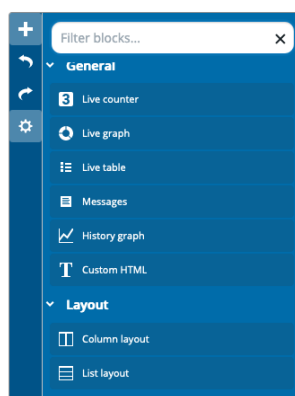 Filter blocks...
General
3 Live counter
Live graph
Live table
Messages
History graph
T Custom HTML
Layout
Column layout
List layout